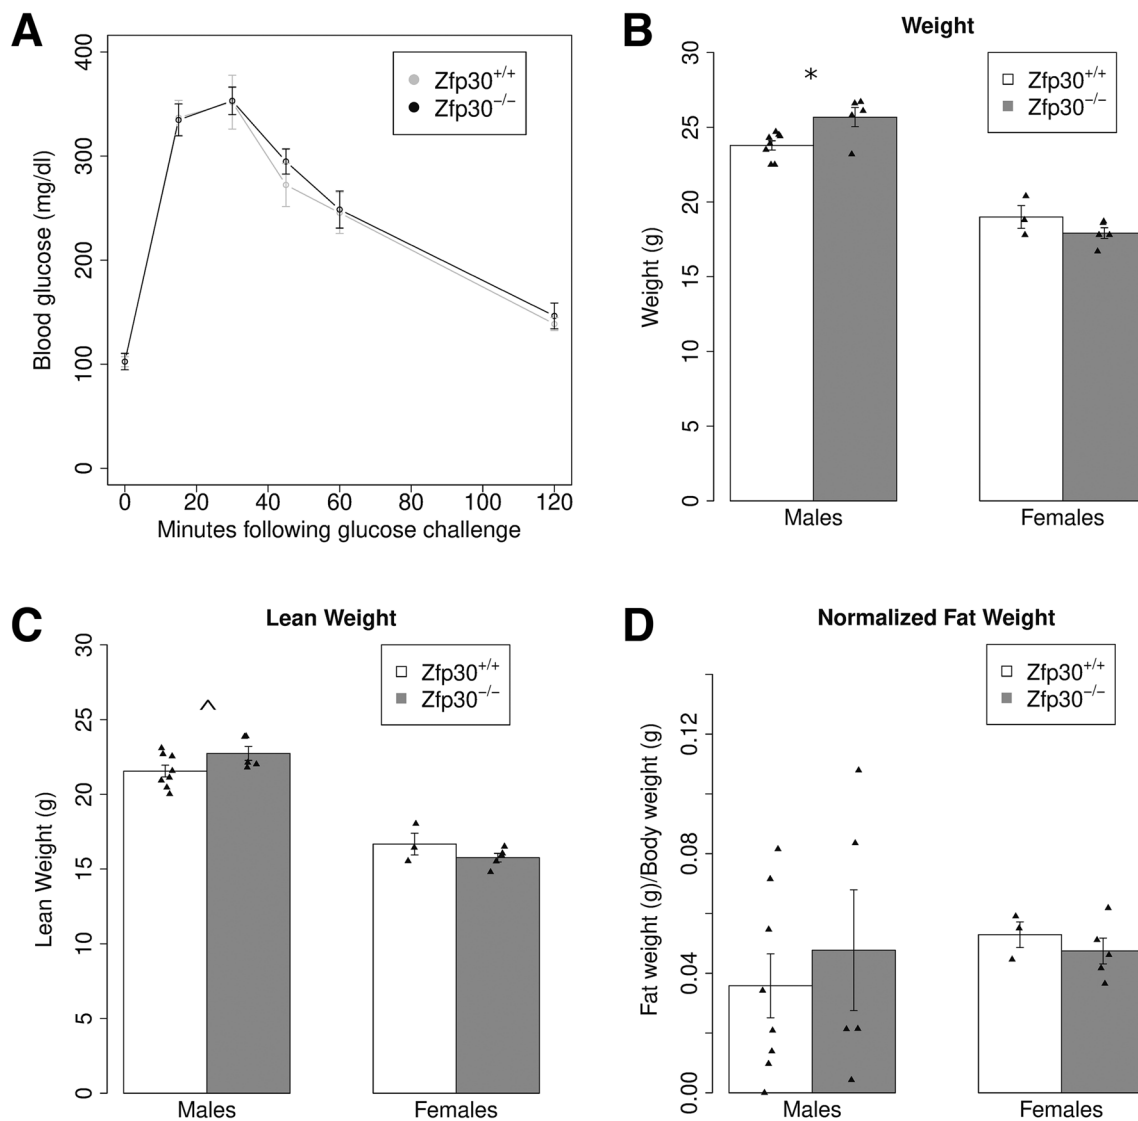 A
Blood glucose (mg/dl)
400
300
200
100
0
Zfp30+/+
Zfp30−/−
0 20 40 60 80 100 120
Minutes following glucose challenge
B
Weight
Weight (g)
30
25
20
15
10
5
0
*
Zfp30+/+
Zfp30−/−
Males Females
C
Lean Weight
Lean Weight (g)
30
25
20
15
10
5
0
^
Zfp30+/+
Zfp30−/−
Males Females
D
Normalized Fat Weight
Fat weight (g)/Body weight (g)
0.12
0.08
0.04
0.00
Zfp30+/+
Zfp30−/−
Males Females